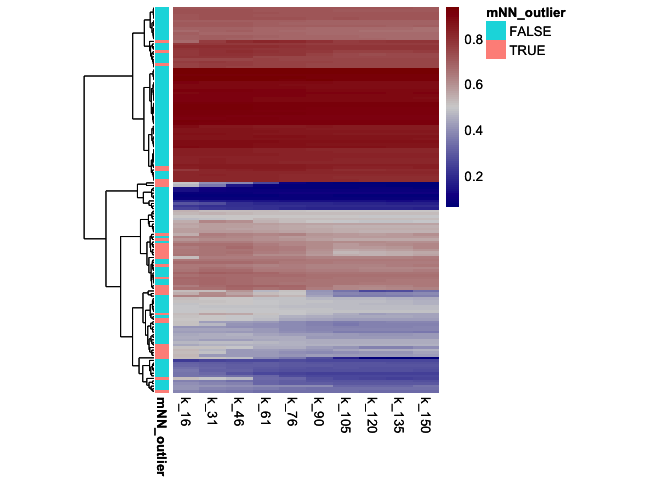 mNN_outlier
FALSE
TRUE
0.8
0.6
0.4
0.2
mNN_outlier
k_16
k_31
k_46
k_61
k_76
k_90
k_105
k_120
k_135
k_150